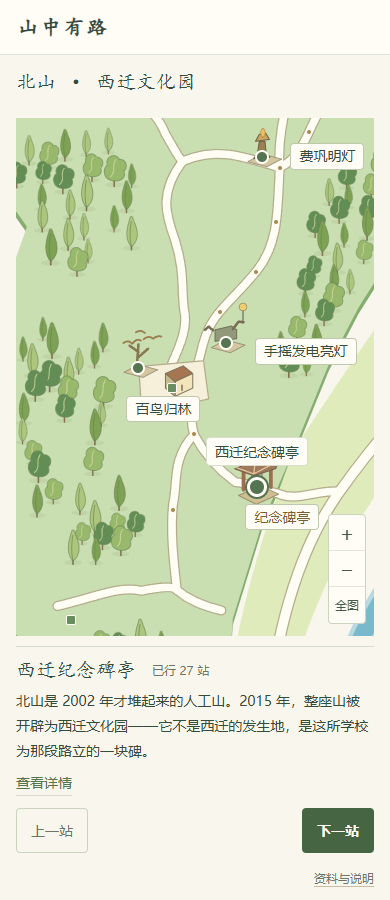 山中有路
北山 • 西迁文化园
费巩明灯
手摇发电亮灯
百鸟归林
西迁纪念碑亭
纪念碑亭
+
−
全图
西迁纪念碑亭 已行 27 站
北山是 2002 年才堆起来的人工山。2015 年，整座山被
开辟为西迁文化园——它不是西迁的发生地，是这所学校
为那段路立的一块碑。
查看详情
上一站 下一站
资料与说明